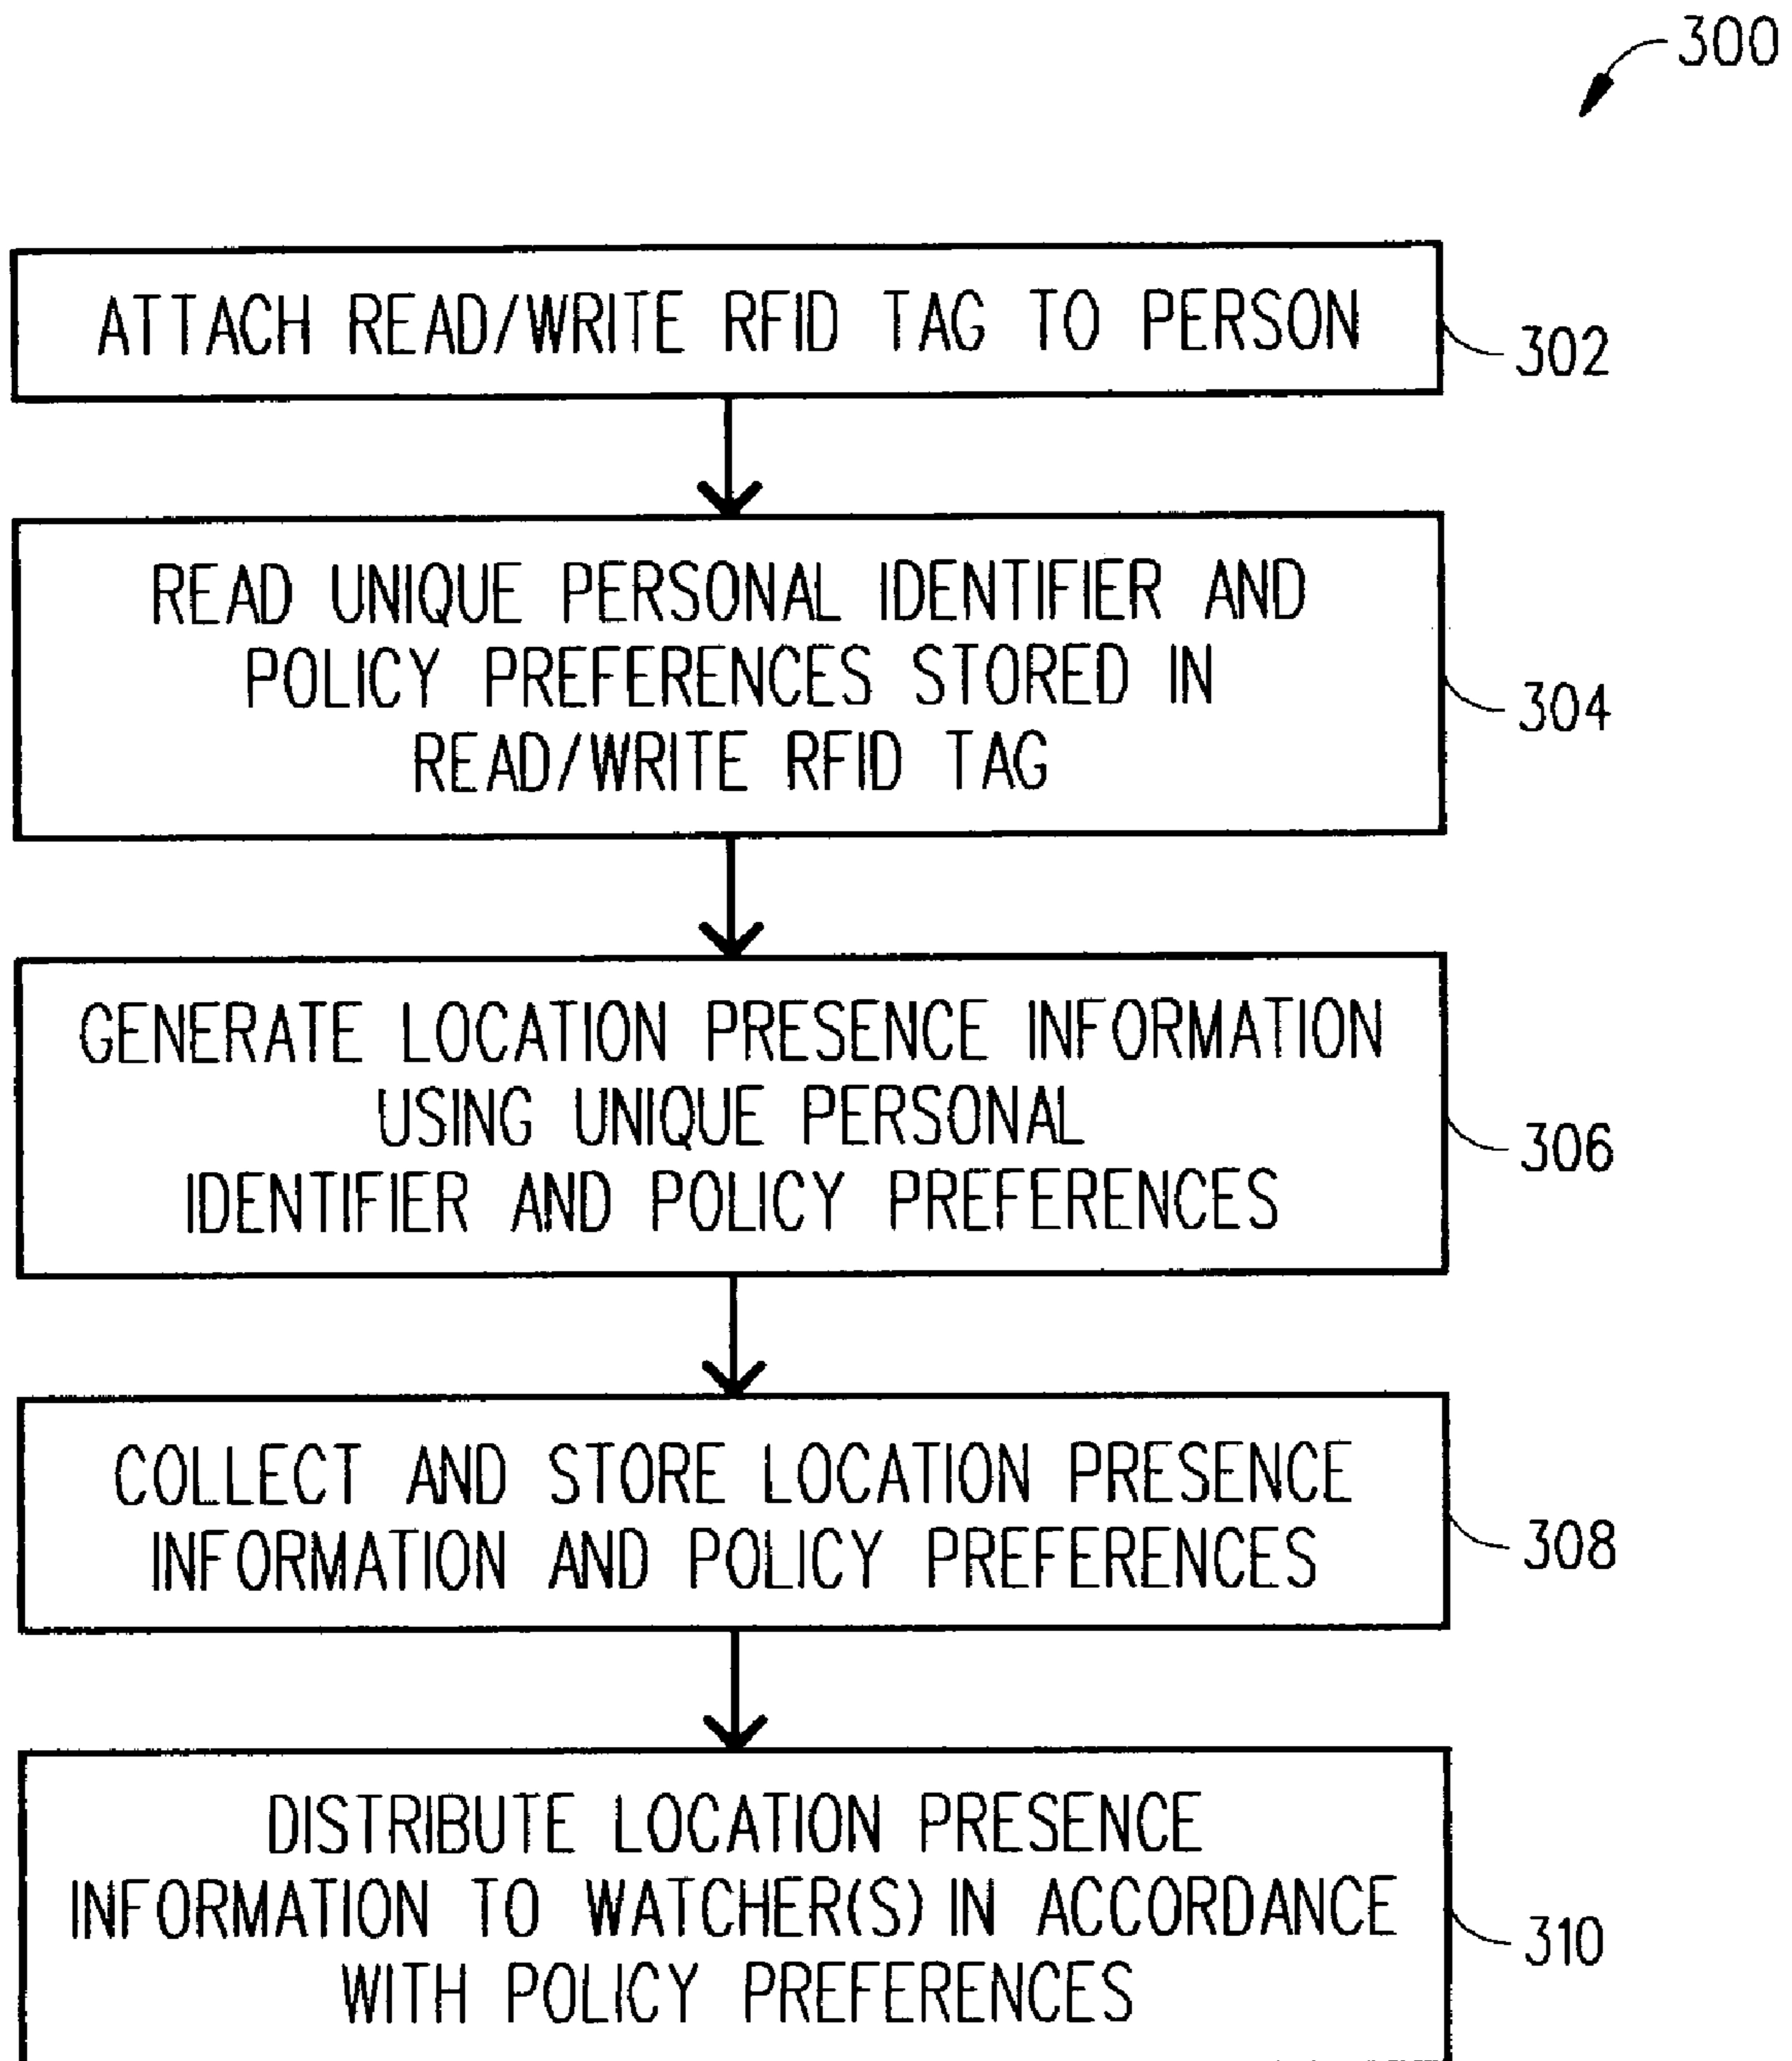 300
ATTACH READ/WRITE RFID TAG TO PERSON
302
READ UNIQUE PERSONAL IDENTIFIER AND
POLICY PREFERENCES STORED IN
READ/WRITE RFID TAG
304
GENERATE LOCATION PRESENCE INFORMATION
USING UNIQUE PERSONAL
IDENTIFIER AND POLICY PREFERENCES
306
COLLECT AND STORE LOCATION PRESENCE
INFORMATION AND POLICY PREFERENCES
308
DISTRIBUTE LOCATION PRESENCE
INFORMATION TO WATCHER(S) IN ACCORDANCE
WITH POLICY PREFERENCES
310